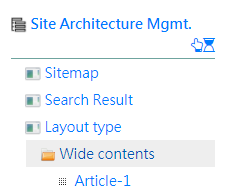 Site Architecture Mgmt.
Sitemap
Search Result
Layout type
Wide contents
Article-1